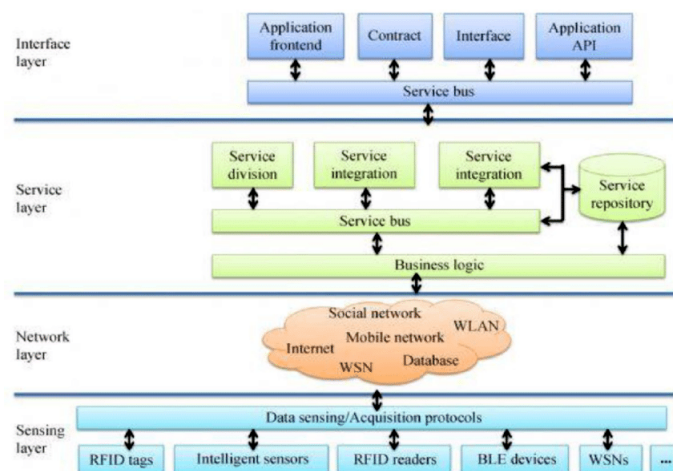 Interface
layer
Application
frontend
Contract
Interface
Application
API
Service bus
Service
layer
Service
division
Service
integration
Service
integration
Service
repository
Service bus
Business logic
Network
layer
Social network
WLAN
Mobile network
Internet
Database
WSN
Sensing
layer
Data sensing/Acquisition protocols
RFID tags
Intelligent sensors
RFID readers
BLE devices
WSNs
...